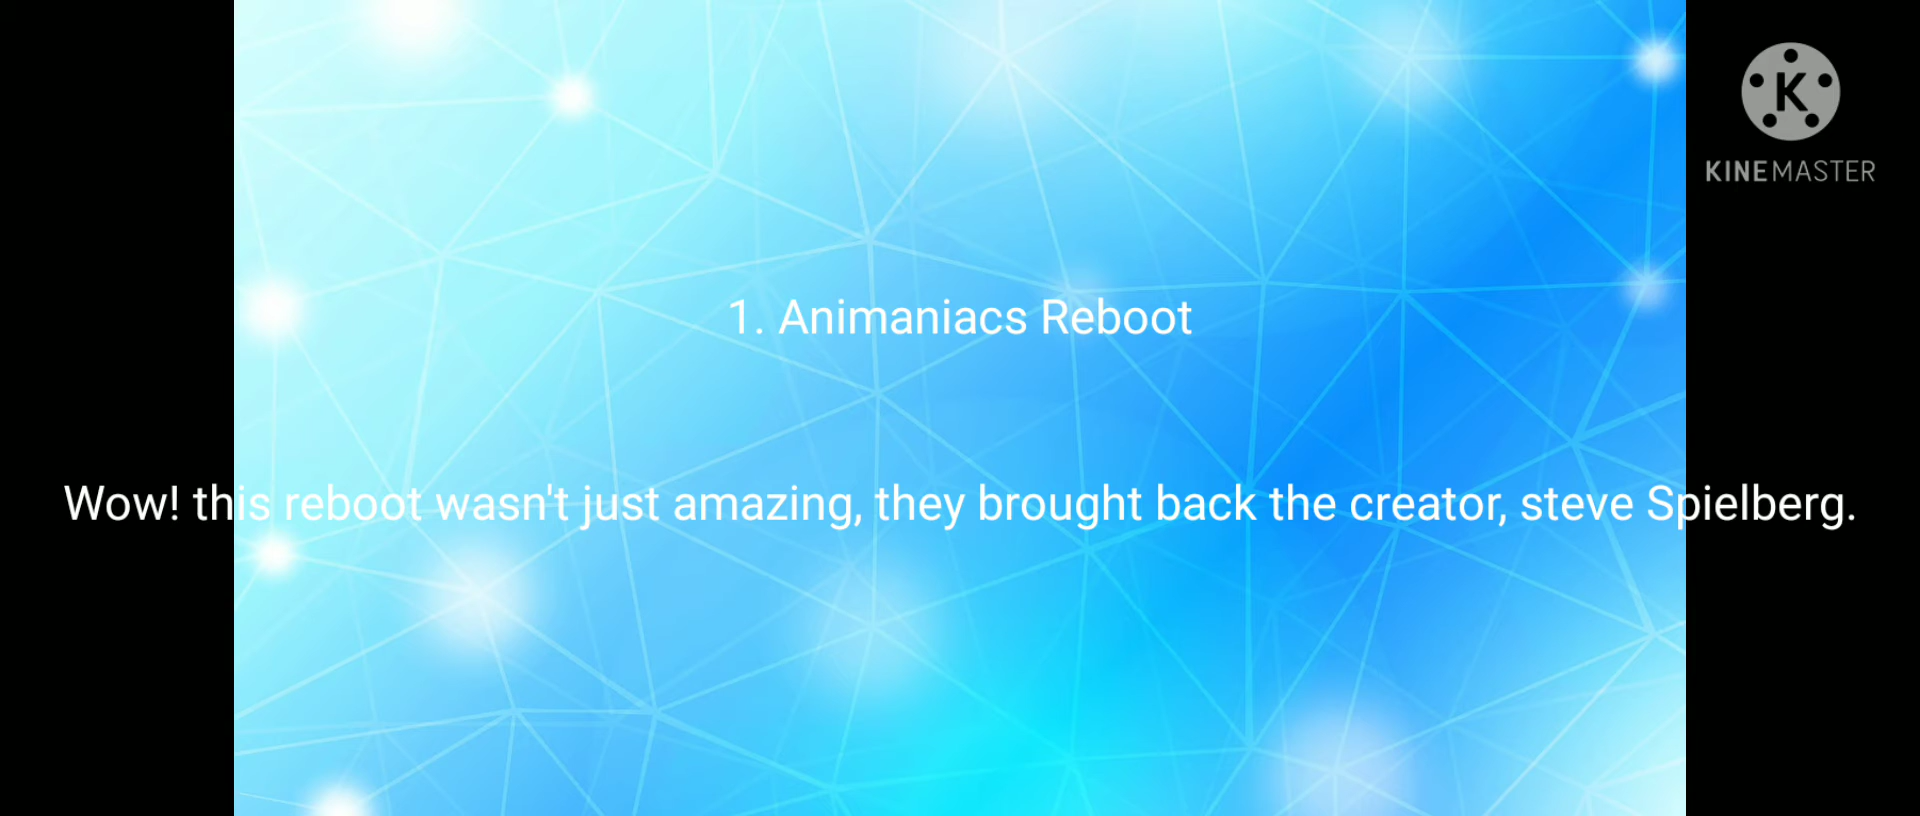 KINEMASTER
1. Animaniacs Reboot
Wow! this reboot wasn't just amazing, they brought back the creator, steve Spielberg.